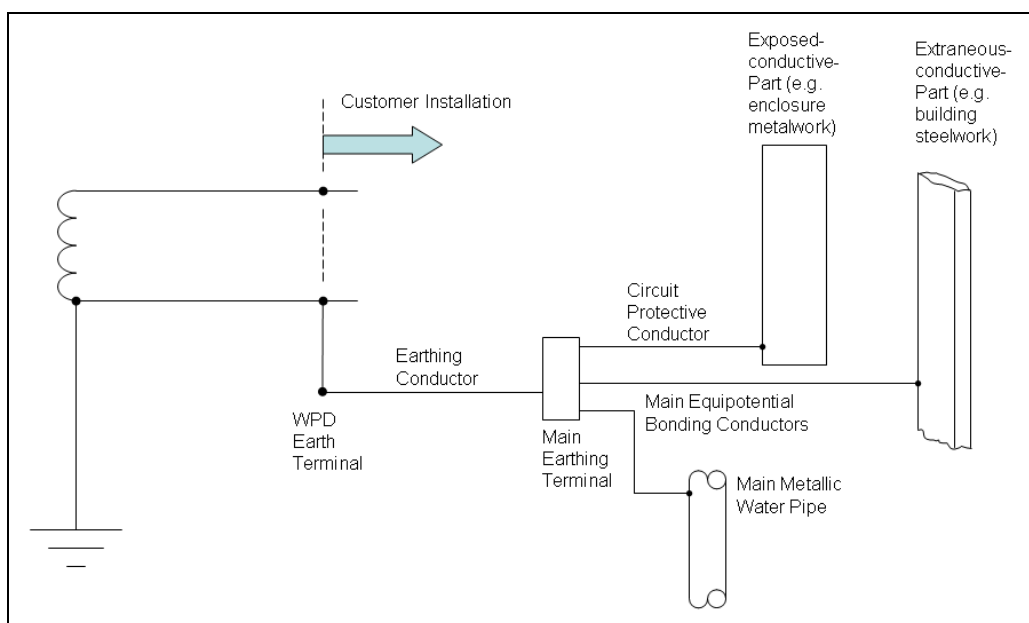 Customer Installation
Exposed-
conductive-
Part (e.g.
enclosure
metalwork)
Extraneous-
conductive-
Part (e.g.
building
steelwork)
Circuit
Protective
Conductor
Earthing
Conductor
Main Equipotential
Bonding Conductors
WPD
Earth
Terminal
Main
Earthing
Terminal
Main Metallic
Water Pipe